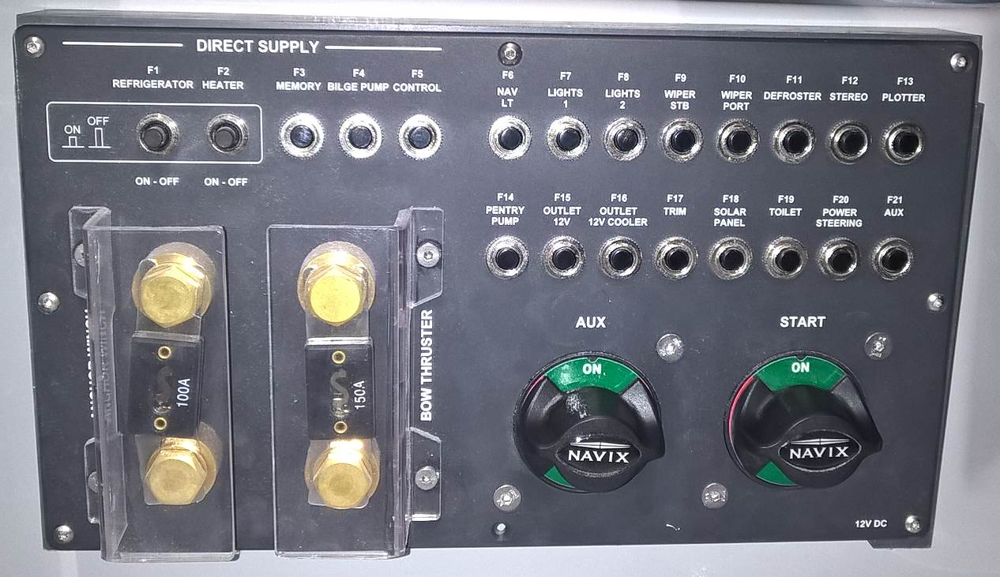 DIRECT SUPPLY
F1
REFRIGERATOR
F2
HEATER
F3
MEMORY
F4
BILGE PUMP
F5
CONTROL
ON
OFF
ON - OFF
ON - OFF
F6
NAV
LT
F7
LIGHTS
1
F8
LIGHTS
2
F9
WIPER
STB
F10
WIPER
PORT
F11
DEFROSTER
F12
STEREO
F13
PLOTTER
F14
PENTRY
PUMP
F15
OUTLET
12V
F16
OUTLET
12V COOLER
F17
TRIM
F18
SOLAR
PANEL
F19
TOILET
F20
POWER
STEERING
F21
AUX
ANCHOR WINCH
100A
150A
BOW THRUSTER
AUX
ON
NAVIX
START
ON
NAVIX
12V DC